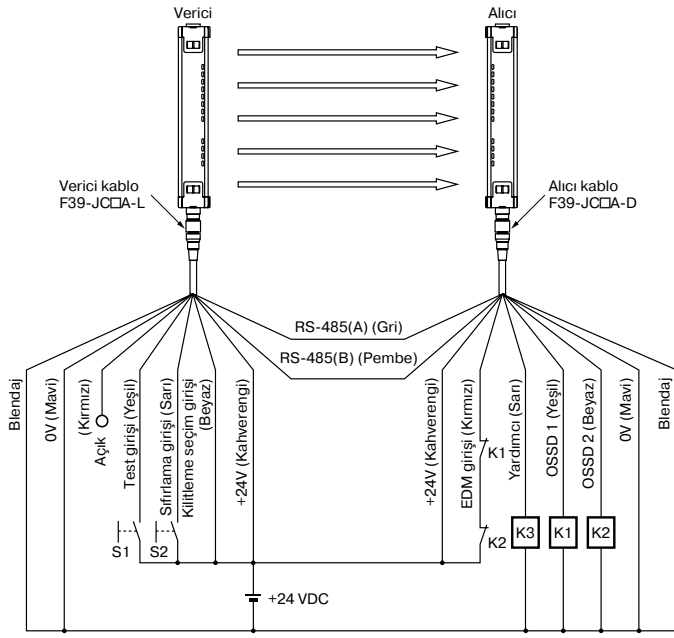 Verici
Alıcı
Verici kablo
F39-JC□A-L
Alıcı kablo
F39-JC□A-D
RS-485(A) (Gri)
RS-485(B) (Pembe)
Blendaj
0V (Mavi)
(Kırmızı)
Açık
Test girişi (Yeşil)
Sıfırlama girişi (Sarı)
Kilitleme seçim girişi
(Beyaz)
+24V (Kahverengi)
+24V (Kahverengi)
EDM girişi (Kırmızı)
Yardımcı (Sarı)
OSSD 1 (Yeşil)
OSSD 2 (Beyaz)
0V (Mavi)
Blendaj
K1
K2
S1
S2
K3
K1
K2
+24 VDC